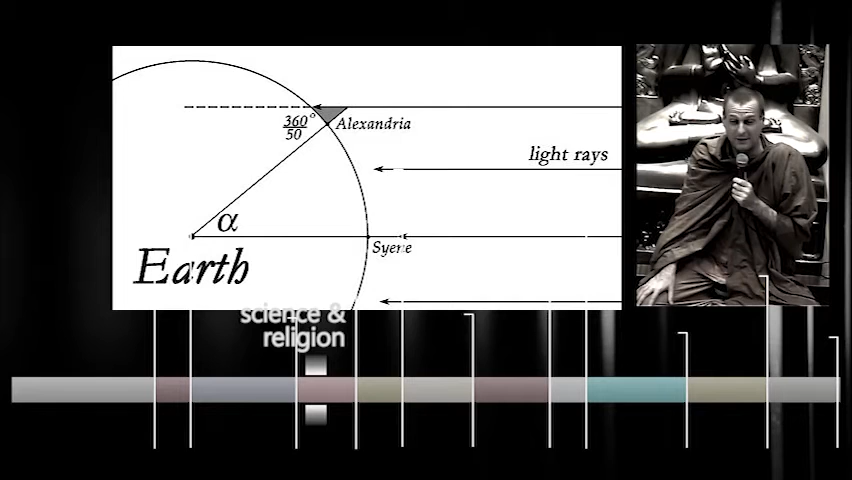 360°
50
Alexandria
light rays
α
Syene
Earth
science &
religion